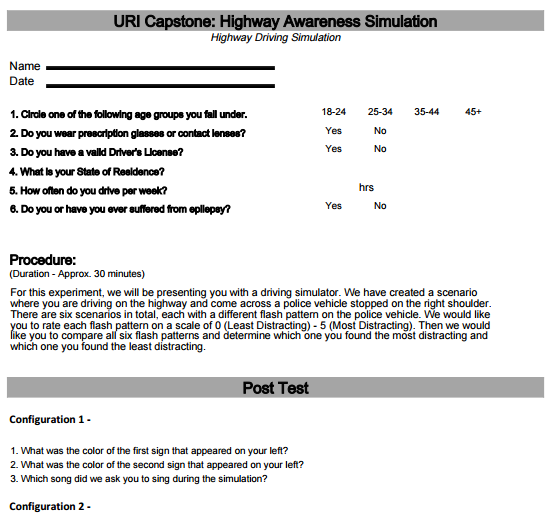 URI Capstone: Highway Awareness Simulation
Highway Driving Simulation
Name
Date
1. Circle one of the following age groups you fall under. 18-24 25-34 35-44 45+
2. Do you wear prescription glasses or contact lenses? Yes No
3. Do you have a valid Driver's License? Yes No
4. What is your State of Residence?
5. How often do you drive per week? hrs
6. Do you or have you ever suffered from epilepsy? Yes No
Procedure:
(Duration - Approx. 30 minutes)
For this experiment, we will be presenting you with a driving simulator. We have created a scenario
where you are driving on the highway and come across a police vehicle stopped on the right shoulder.
There are six scenarios in total, each with a different flash pattern on the police vehicle. We would like
you to rate each flash pattern on a scale of 0 (Least Distracting) - 5 (Most Distracting). Then we would
like you to compare all six flash patterns and determine which one you found the most distracting and
which one you found the least distracting.
Post Test
Configuration 1 -
1. What was the color of the first sign that appeared on your left?
2. What was the color of the second sign that appeared on your left?
3. Which song did we ask you to sing during the simulation?
Configuration 2 -